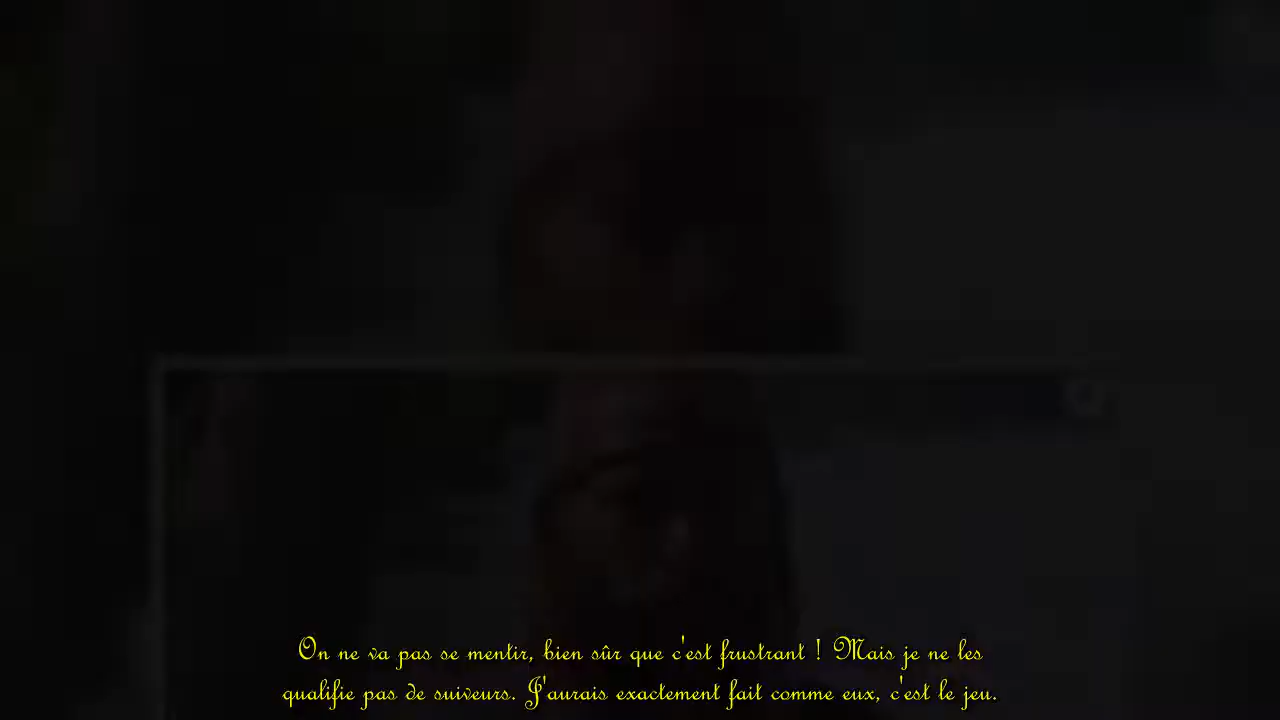 On ne va pas se mentir, bien sûr que c'est frustrant ! Mais je ne les
qualifie pas de suiveurs. J'aurais exactement fait comme eux, c'est le jeu.